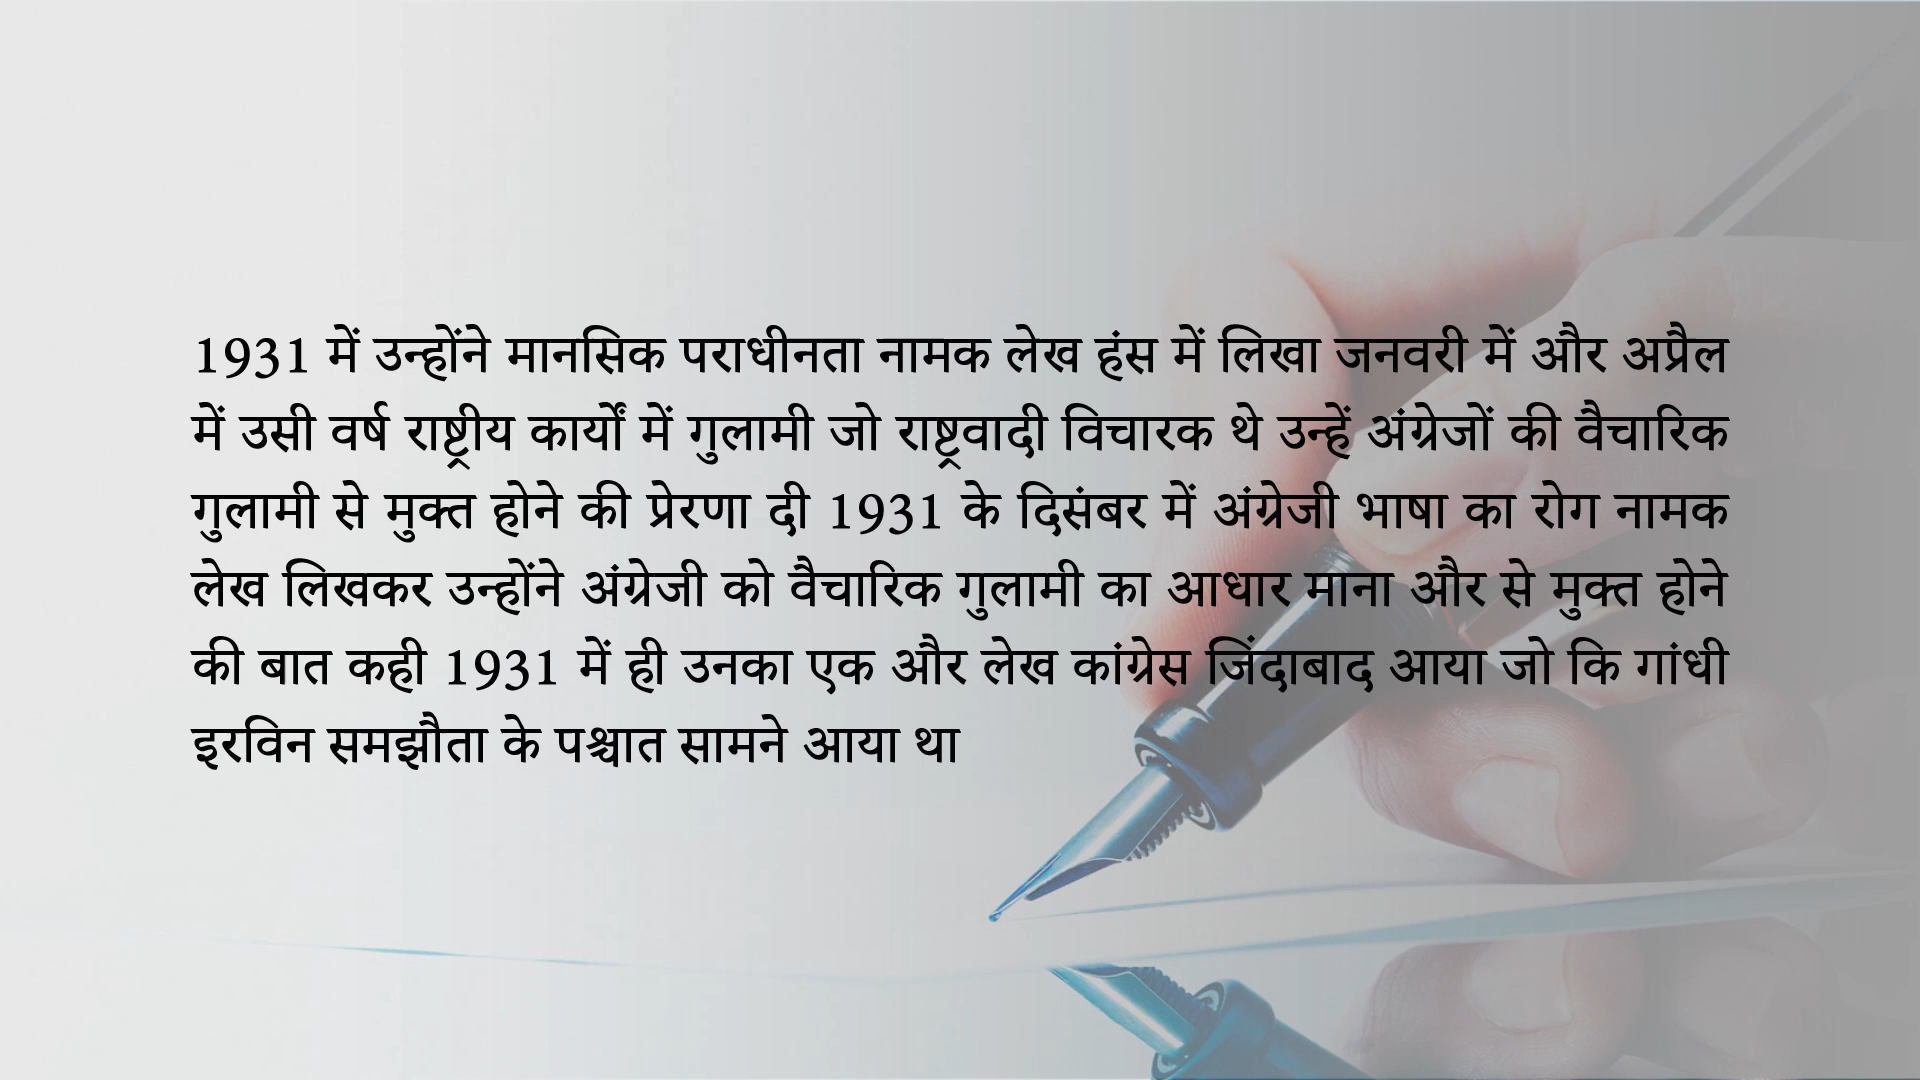 1931 में उन्होंने मानसिक पराधीनता नामक लेख हंस में लिखा जनवरी में और अप्रैल
में उसी वर्ष राष्ट्रीय कार्यों में गुलामी जो राष्ट्रवादी विचारक थे उन्हें अंग्रेजों की वैचारिक
गुलामी से मुक्त होने की प्रेरणा दी 1931 के दिसंबर में अंग्रेजी भाषा का रोग नामक
लेख लिखकर उन्होंने अंग्रेजी को वैचारिक गुलामी का आधार माना और से मुक्त होने
की बात कही 1931 में ही उनका एक और लेख कांग्रेस जिंदाबाद आया जो कि गांधी
इरविन समझौता के पश्चात सामने आया था